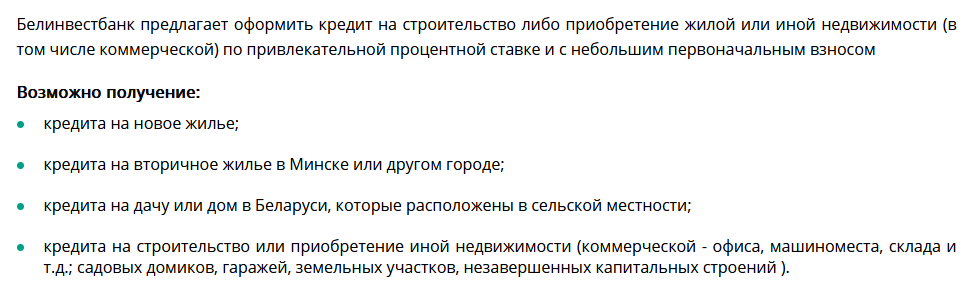 Белинвестбанк предлагает оформить кредит на строительство либо приобретение жилой или иной недвижимости (в
том числе коммерческой) по привлекательной процентной ставке и с небольшим первоначальным взносом
Возможно получение:
кредита на новое жилье;
кредита на вторичное жилье в Минске или другом городе;
кредита на дачу или дом в Беларуси, которые расположены в сельской местности;
кредита на строительство или приобретение иной недвижимости (коммерческой - офиса, машиноместа, склада и
т.д.; садовых домиков, гаражей, земельных участков, незавершенных капитальных строений ).